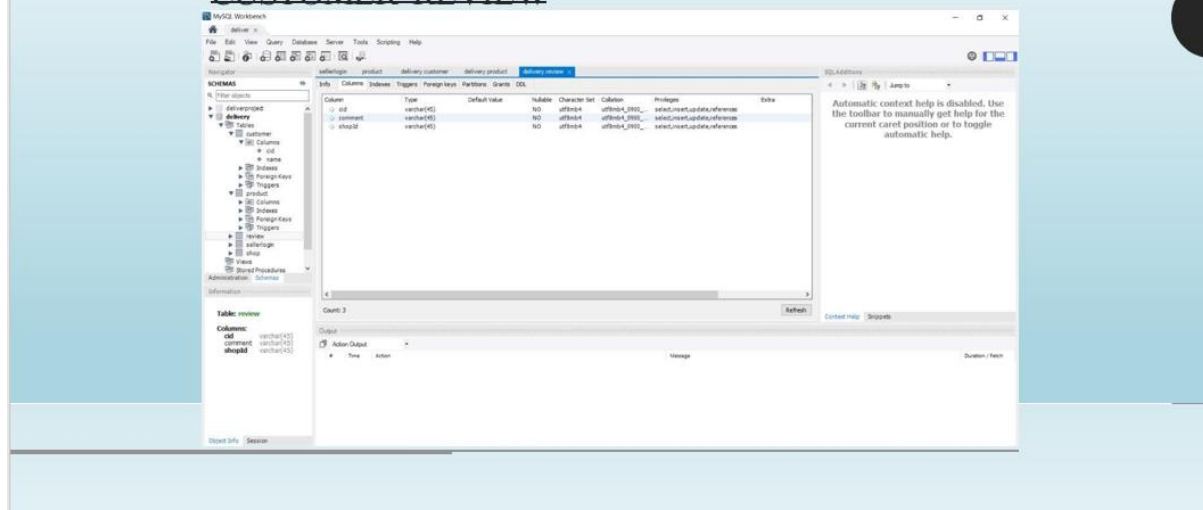 MySQL Workbench
deliver ×
File Edit View Query Database Server Tools Scripting Help
Navigator
SCHEMAS
Filter objects
deliverproject
delivery
Tables
customer
Columns
cid
name
Indexes
Foreign Keys
Triggers
product
Columns
Indexes
Foreign Keys
Triggers
review
sellerlogin
shop
Views
Stored Procedures
Administration Schemas
Information
Table: review
Columns:
cid varchar(45)
comment varchar(45)
shopId varchar(45)
Object Info Session
sellerlogin product delivery.customer delivery.product delivery.review ×
Info Columns Indexes Triggers Foreign keys Partitions Grants DDL
Column Type Default Value Nullable Character Set Collation Privileges Extra
cid varchar(45) NO utf8mb4 utf8mb4_0900_... select,insert,update,references
comment varchar(45) NO utf8mb4 utf8mb4_0900_... select,insert,update,references
shopId varchar(45) NO utf8mb4 utf8mb4_0900_... select,insert,update,references
Count: 3
Refresh
Output
Action Output
# Time Action Message Duration / Fetch
SQLAdditions
Jump to
Automatic context help is disabled. Use
the toolbar to manually get help for the
current caret position or to toggle
automatic help.
Context Help Snippets